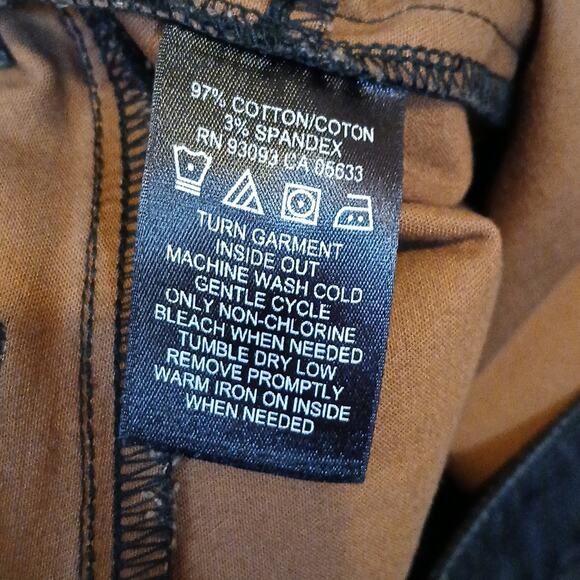 97% COTTON/COTON
3% SPANDEX
RN 93093 CA 05633
TURN GARMENT
INSIDE OUT
MACHINE WASH COLD
GENTLE CYCLE
ONLY NON-CHLORINE
BLEACH WHEN NEEDED
TUMBLE DRY LOW
REMOVE PROMPTLY
WARM IRON ON INSIDE
WHEN NEEDED